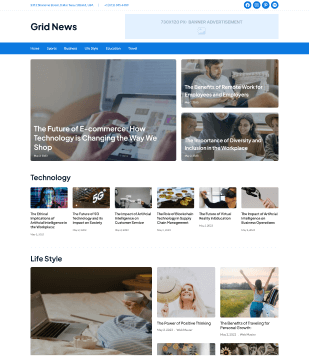 Grid News
Home Sports Business Life Style Education Travel
The Future of E-commerce: How
Technology is Changing the Way We
Shop
The Benefits of Remote Work for
Employees and Employers
The Importance of Diversity and
Inclusion in the Workplace
Technology
The Ethical
Implications of
Artificial Intelligence in
the Workplace
The Future of 5G
Technology and its
Impact on Society
The Impact of Artificial
Intelligence on
Customer Service
The Role of Blockchain
Technology in Supply
Chain Management
The Future of Virtual
Reality in Education
The Impact of Artificial
Intelligence on
Business Operations
Life Style
The Power of Positive Thinking
The Benefits of Traveling for
Personal Growth